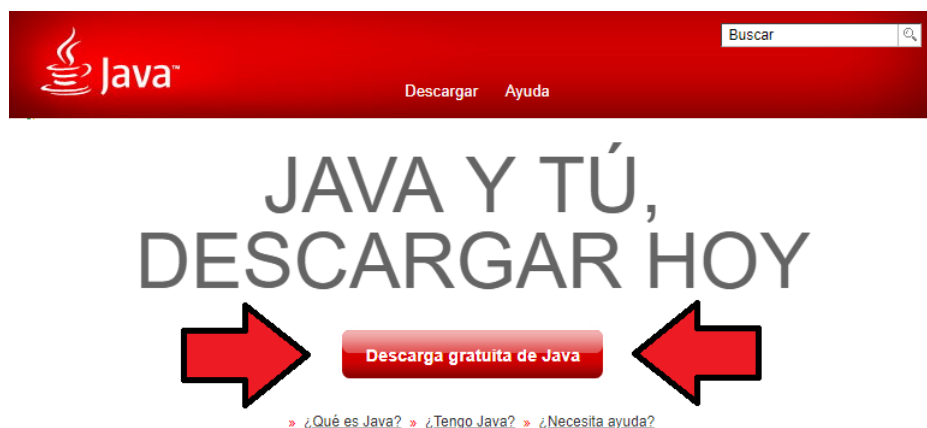 Buscar
Java™
Descargar Ayuda
JAVA Y TÚ,
DESCARGAR HOY
Descarga gratuita de Java
» ¿Qué es Java? » ¿Tengo Java? » ¿Necesita ayuda?